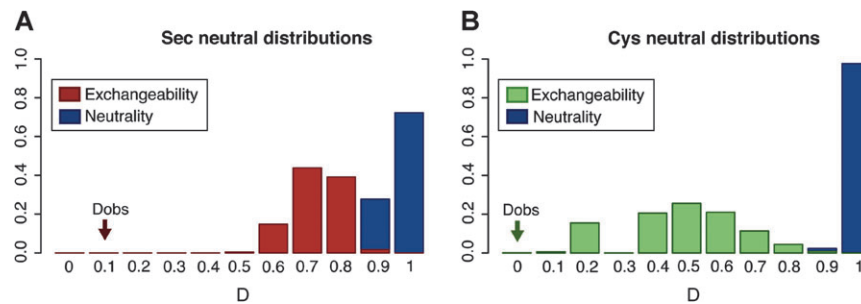 A
Sec neutral distributions
0.0 0.2 0.4 0.6 0.8 1.0
Exchangeability
Neutrality
Dobs
0 0.1 0.2 0.3 0.4 0.5 0.6 0.7 0.8 0.9 1
D
B
Cys neutral distributions
0.0 0.2 0.4 0.6 0.8 1.0
Exchangeability
Neutrality
Dobs
0 0.1 0.2 0.3 0.4 0.5 0.6 0.7 0.8 0.9 1
D